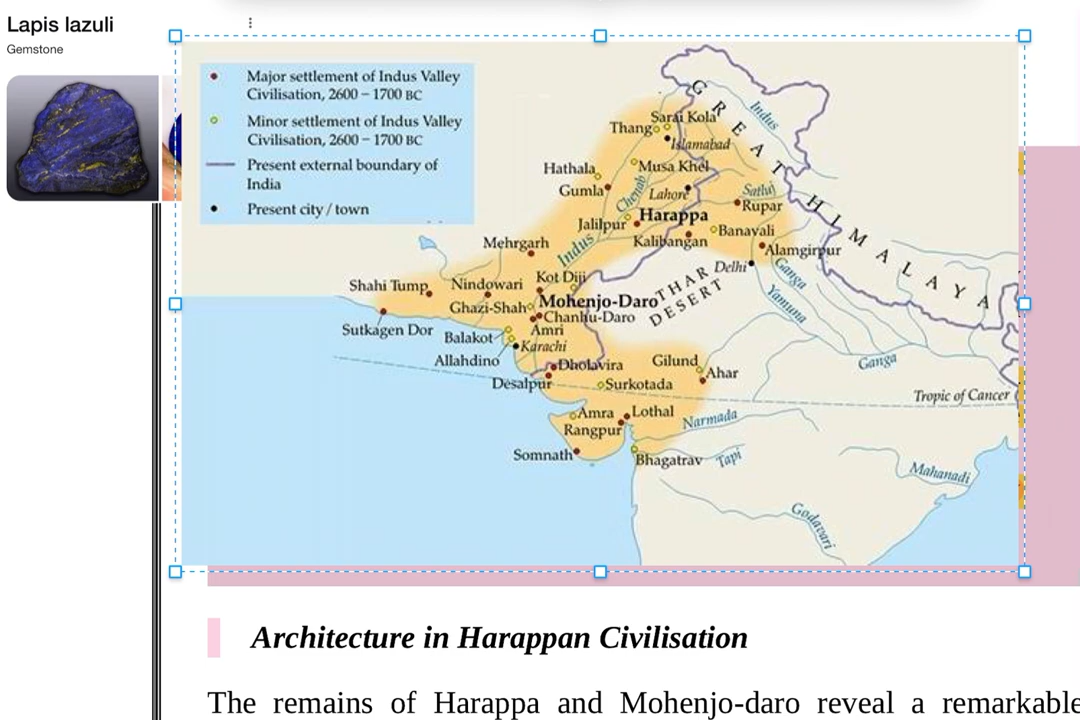 Lapis lazuli
Gemstone
Major settlement of Indus Valley
Civilisation, 2600 – 1700 BC
Minor settlement of Indus Valley
Civilisation, 2600 – 1700 BC
Present external boundary of
India
Present city / town
GREAT HIMALAYA
Indus
Sarai Kola
Thang
Islamabad
Hathala
Musa Khel
Gumla
Chenab
Lahore
Satluj
Rupar
Jalilpur
Harappa
Banavali
Kalibangan
Alamgirpur
Mehrgarh
Indus
Delhi
Ganga
Kot Diji
THAR
DESERT
Yamuna
Shahi Tump
Nindowari
Mohenjo-Daro
Ghazi-Shah
Chanhu-Daro
Sutkagen Dor
Amri
Balakot
Karachi
Allahdino
Dholavira
Gilund
Ganga
Ahar
Desalpur
Surkotada
Tropic of Cancer
Amra
Lothal
Narmada
Rangpur
Somnath
Bhagatrav
Tapi
Mahanadi
Godavari
Architecture in Harappan Civilisation
The remains of Harappa and Mohenjo-daro reveal a remarkable